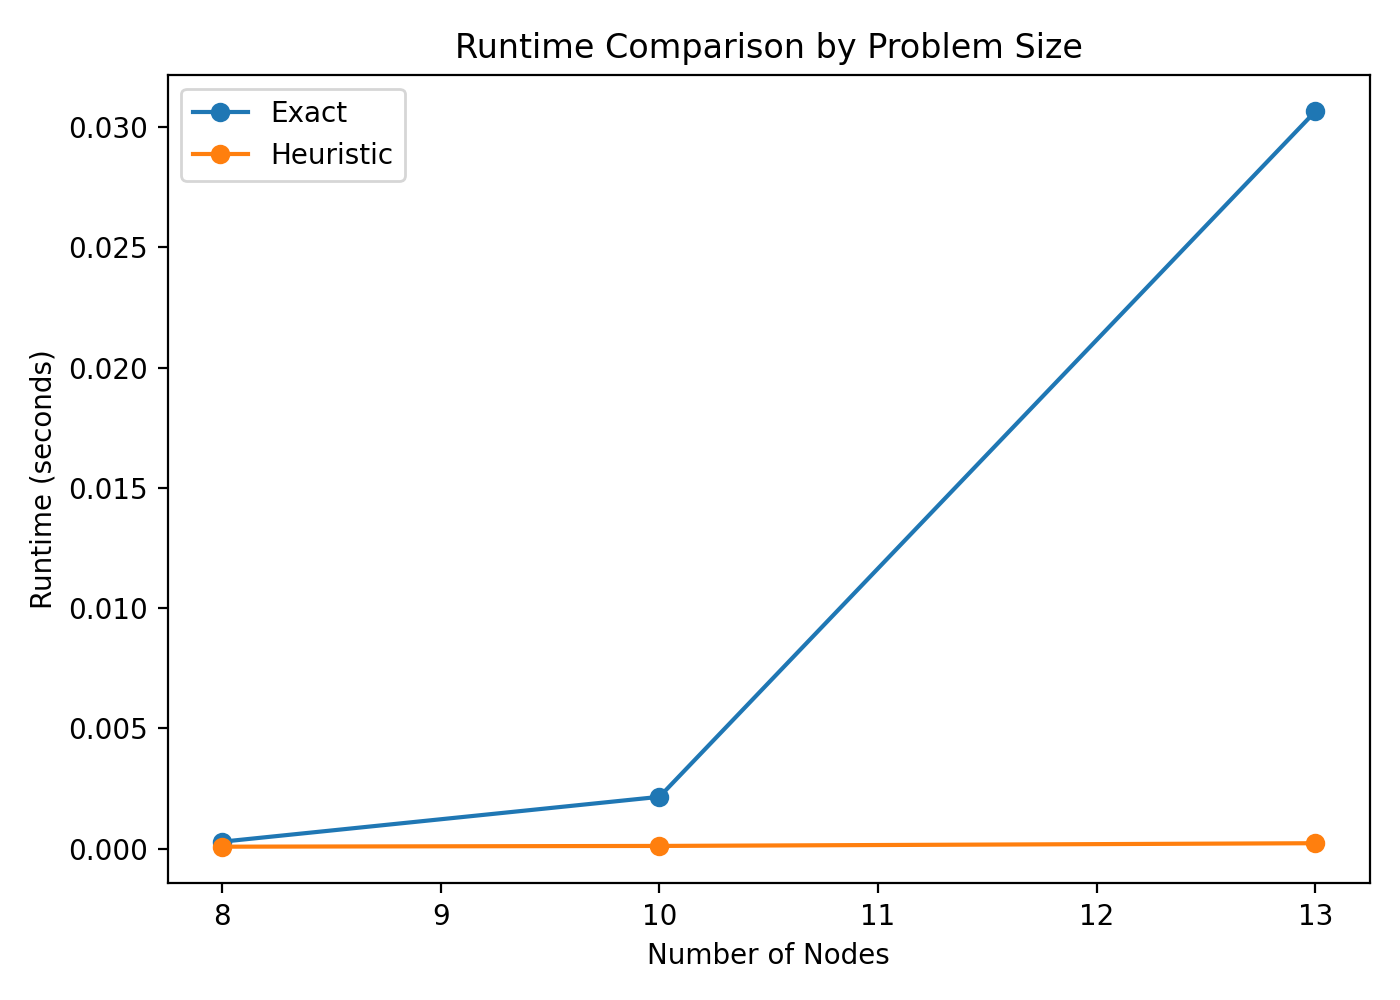 Runtime Comparison by Problem Size
Exact
Heuristic
0.030
0.025
0.020
0.015
0.010
0.005
0.000
Runtime (seconds)
8 9 10 11 12 13
Number of Nodes